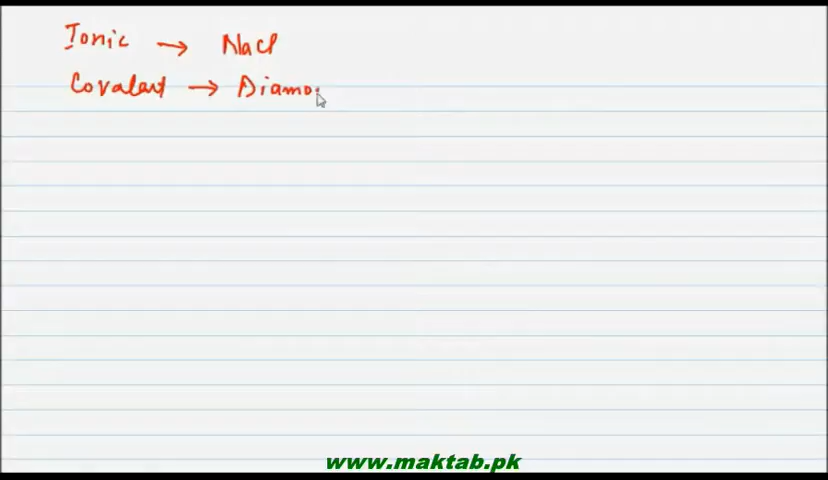 Ionic → NaCl
Covalent → Diamo
www.maktab.pk